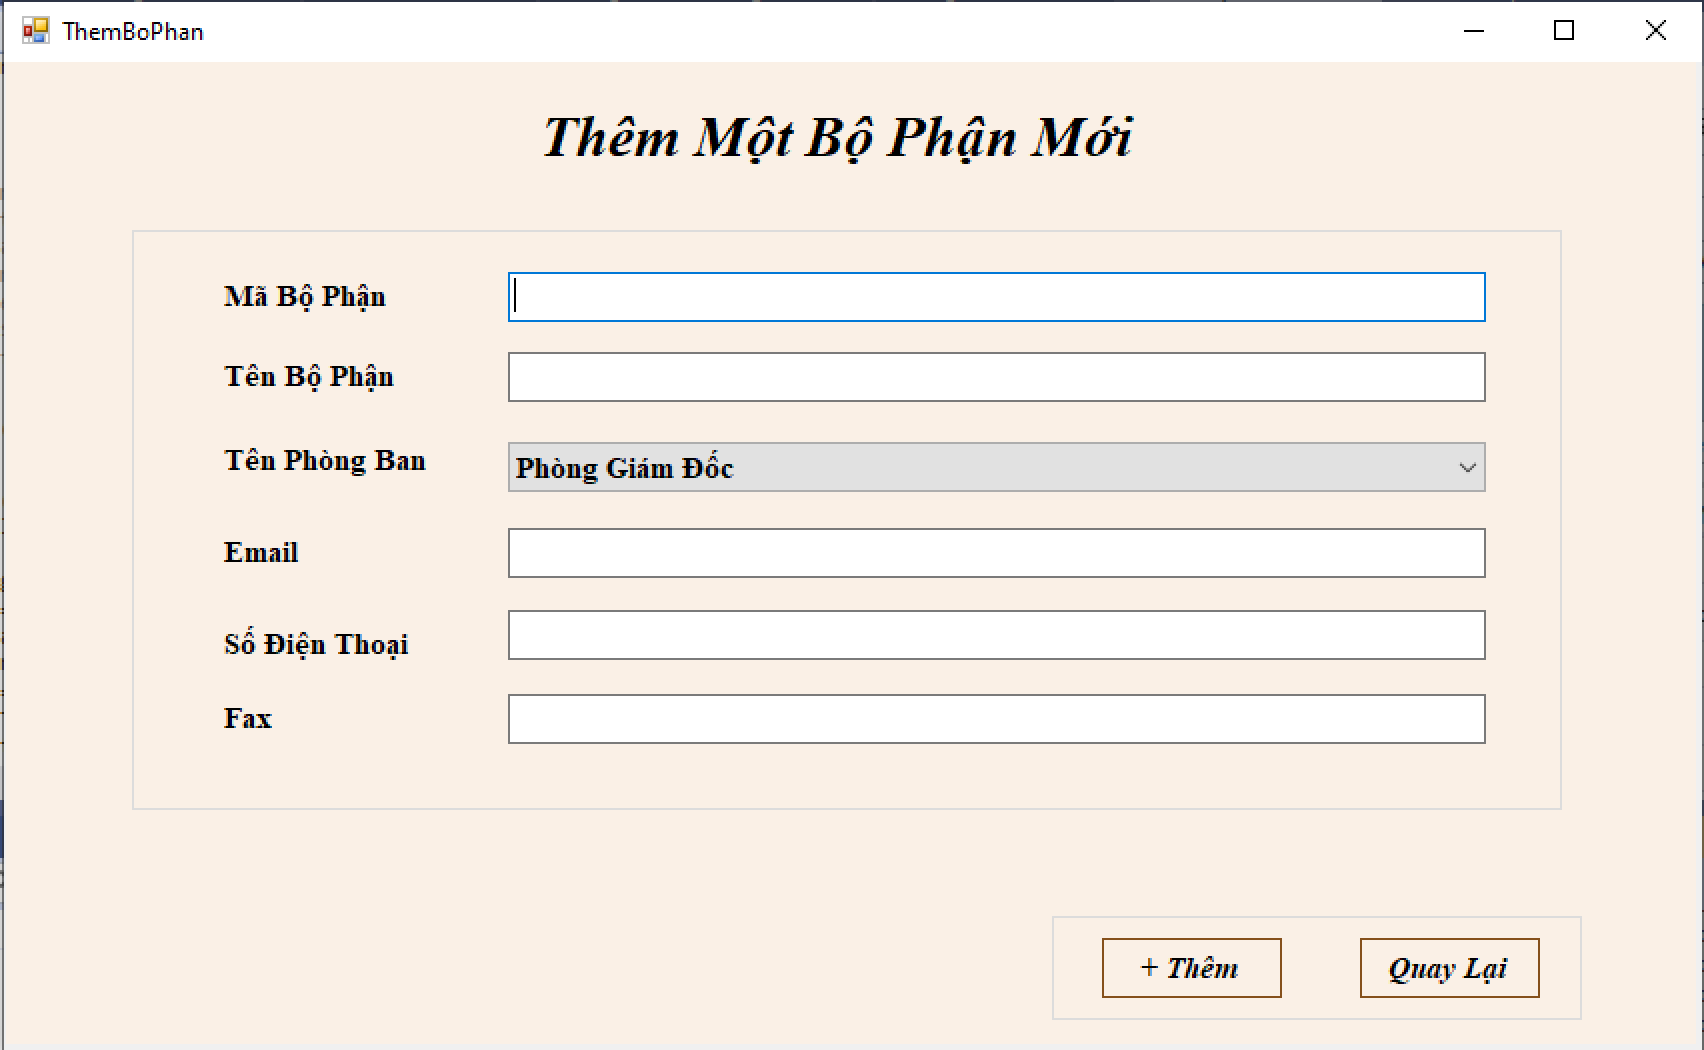 ThemBoPhan
Thêm Một Bộ Phận Mới
Mã Bộ Phận
Tên Bộ Phận
Tên Phòng Ban
Phòng Giám Đốc
Email
Số Điện Thoại
Fax
+ Thêm
Quay Lại